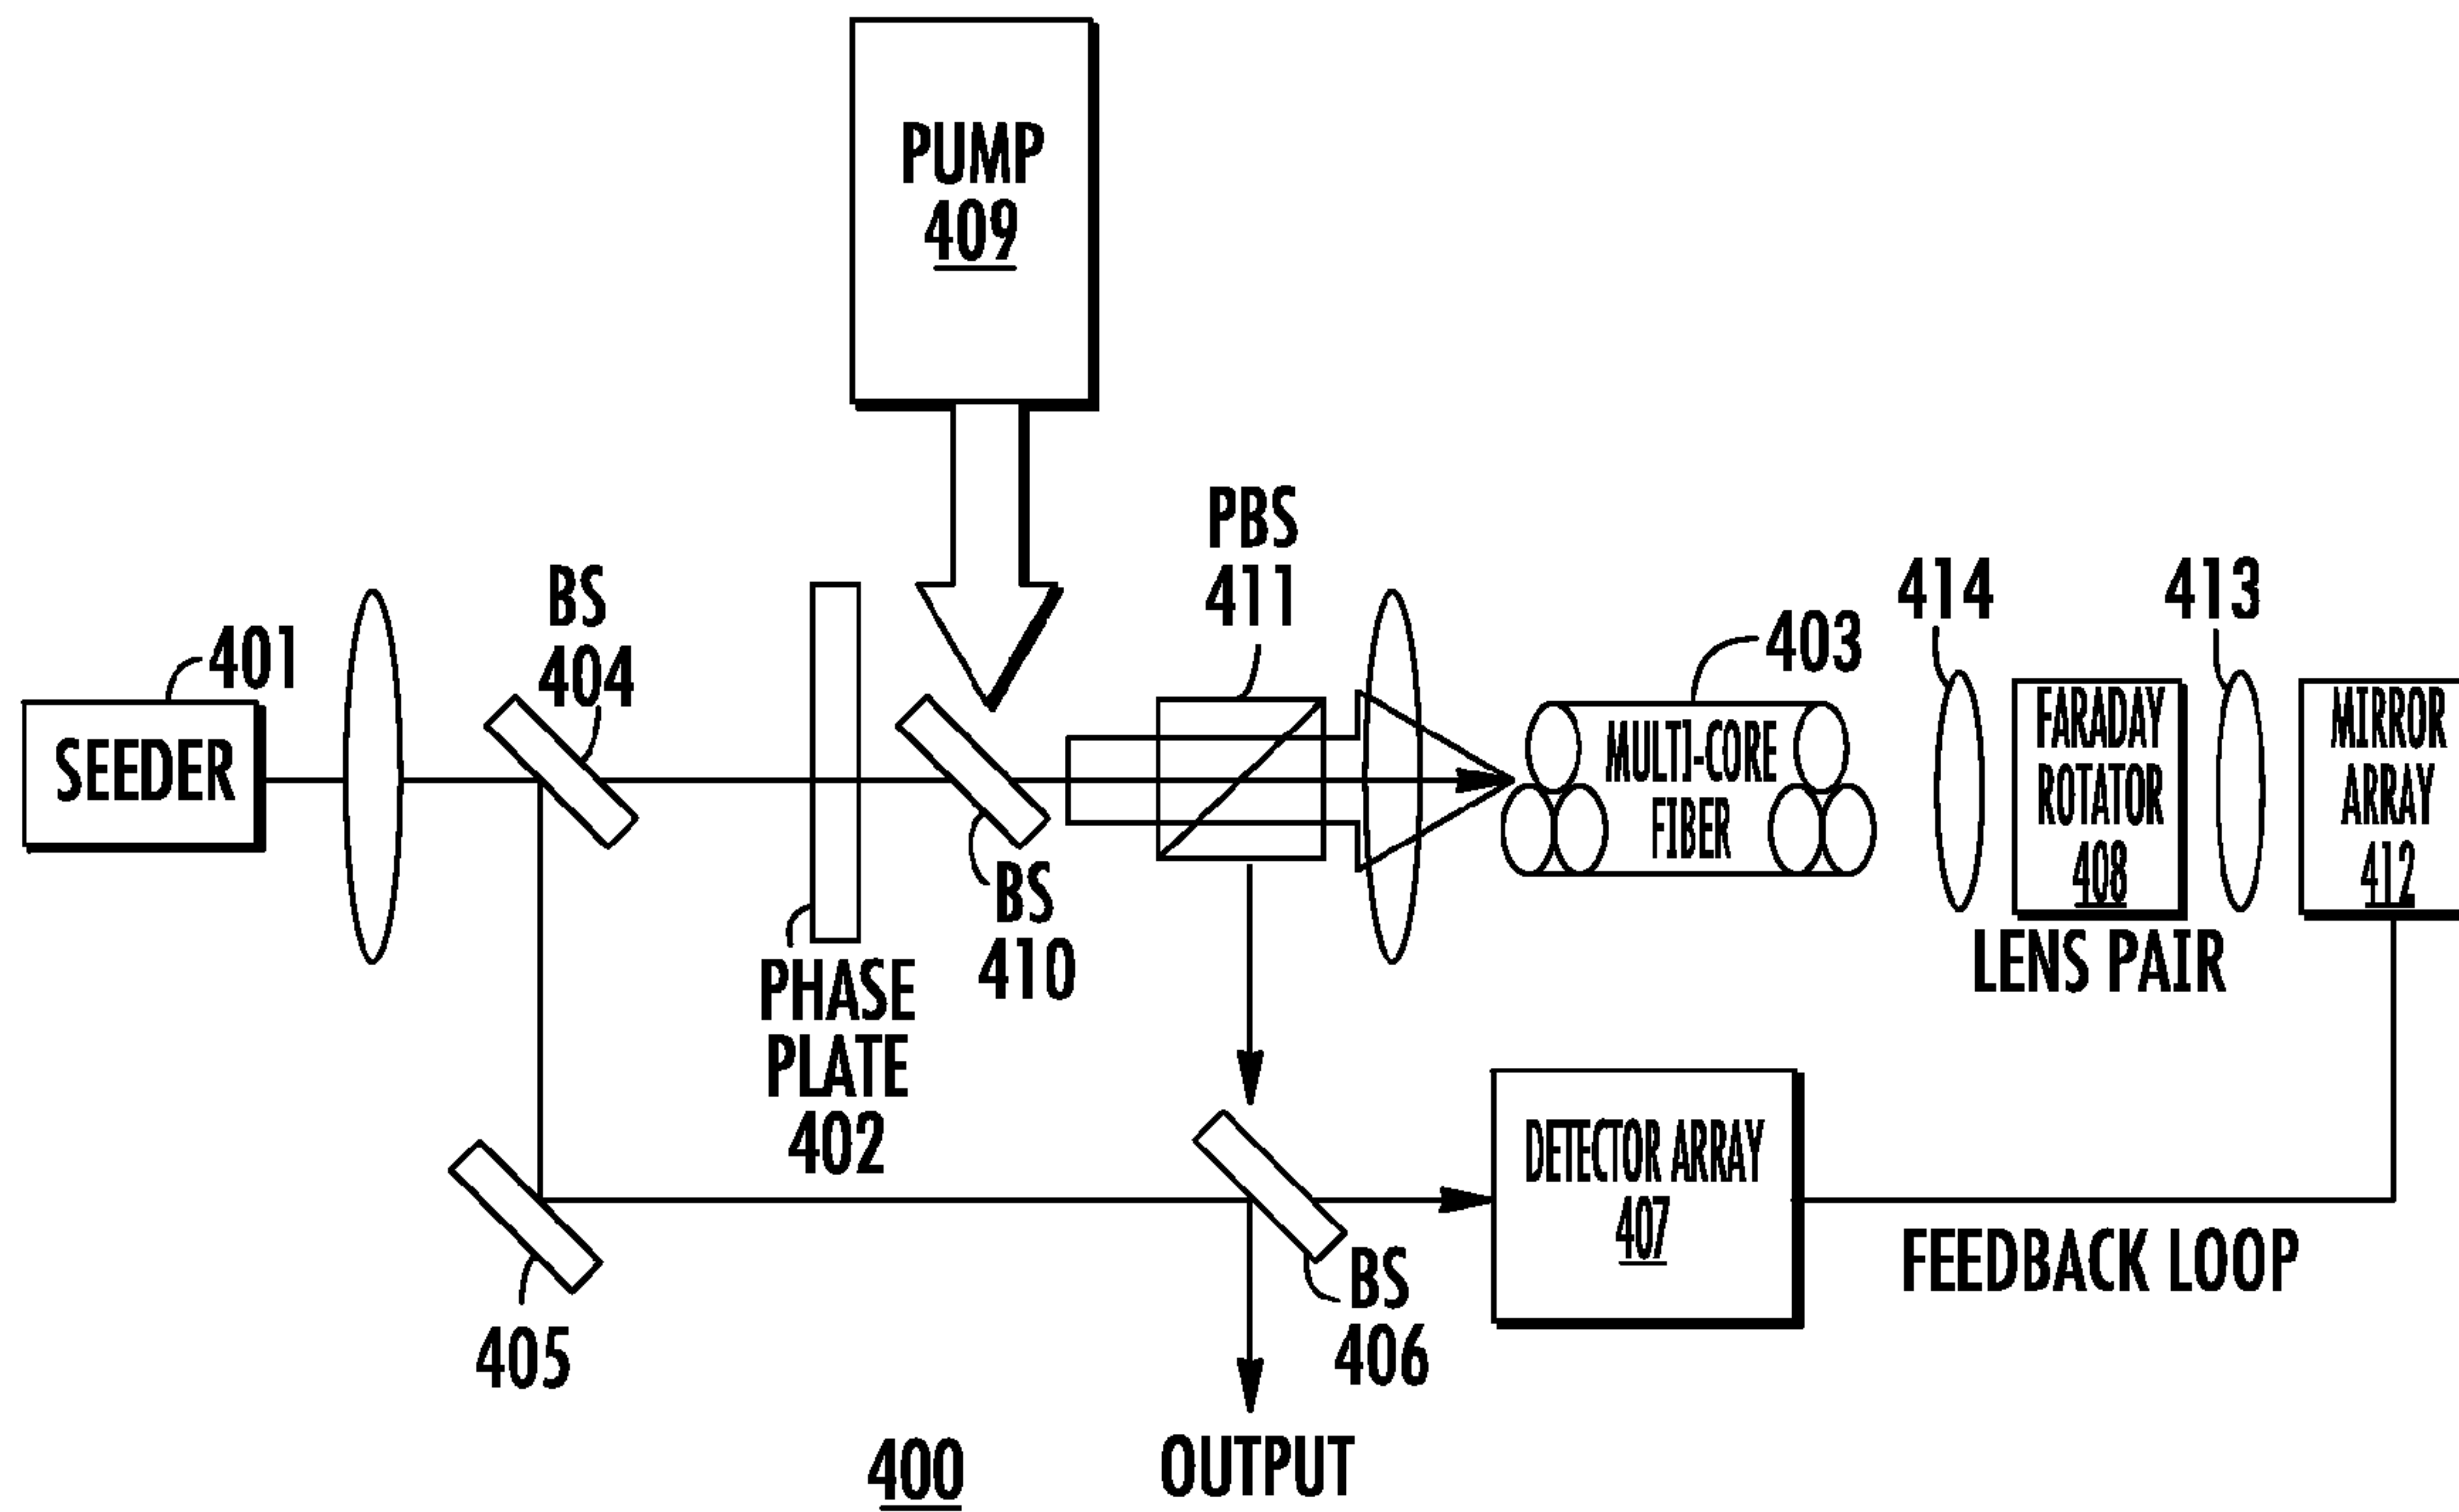 PUMP
409
PBS
411
BS
404
401
SEEDER
414
413
403
MULTI-CORE
FIBER
FARADAY
ROTATOR
408
MIRROR
ARRAY
412
LENS PAIR
BS
410
PHASE
PLATE
402
DETECTOR ARRAY
407
FEEDBACK LOOP
BS
406
405
OUTPUT
400